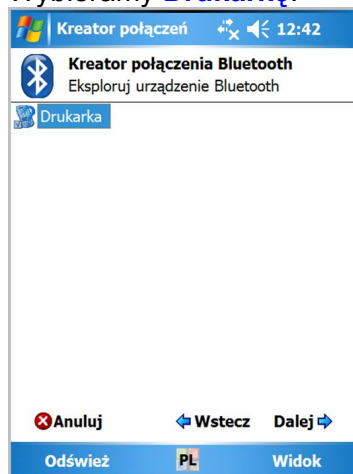 Wybieramy Drukarkę.
Kreator połączeń 12:42
Kreator połączenia Bluetooth
Eksploruj urządzenie Bluetooth
Drukarka
Anuluj Wstecz Dalej
Odśwież PL Widok